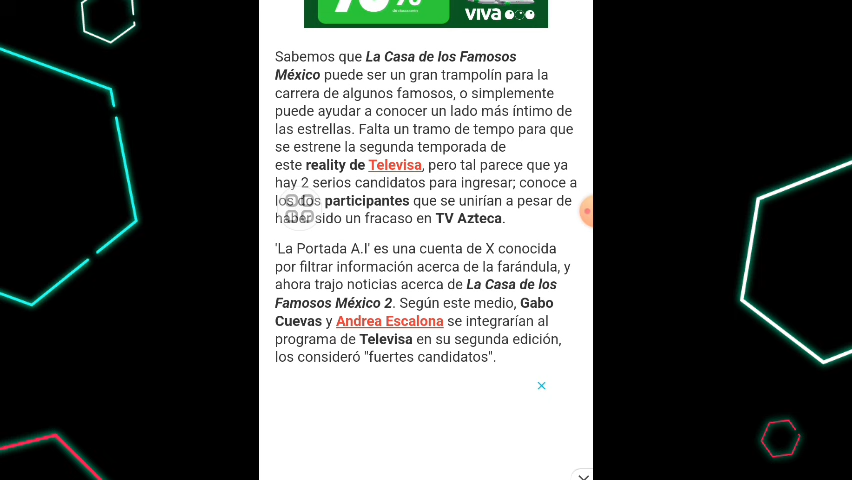 viva
Sabemos que La Casa de los Famosos
México puede ser un gran trampolín para la
carrera de algunos famosos, o simplemente
puede ayudar a conocer un lado más íntimo de
las estrellas. Falta un tramo de tempo para que
se estrene la segunda temporada de
este reality de Televisa, pero tal parece que ya
hay 2 serios candidatos para ingresar; conoce a
los dos participantes que se unirían a pesar de
haber sido un fracaso en TV Azteca.
'La Portada A.I' es una cuenta de X conocida
por filtrar información acerca de la farándula, y
ahora trajo noticias acerca de La Casa de los
Famosos México 2. Según este medio, Gabo
Cuevas y Andrea Escalona se integrarían al
programa de Televisa en su segunda edición,
los consideró "fuertes candidatos".